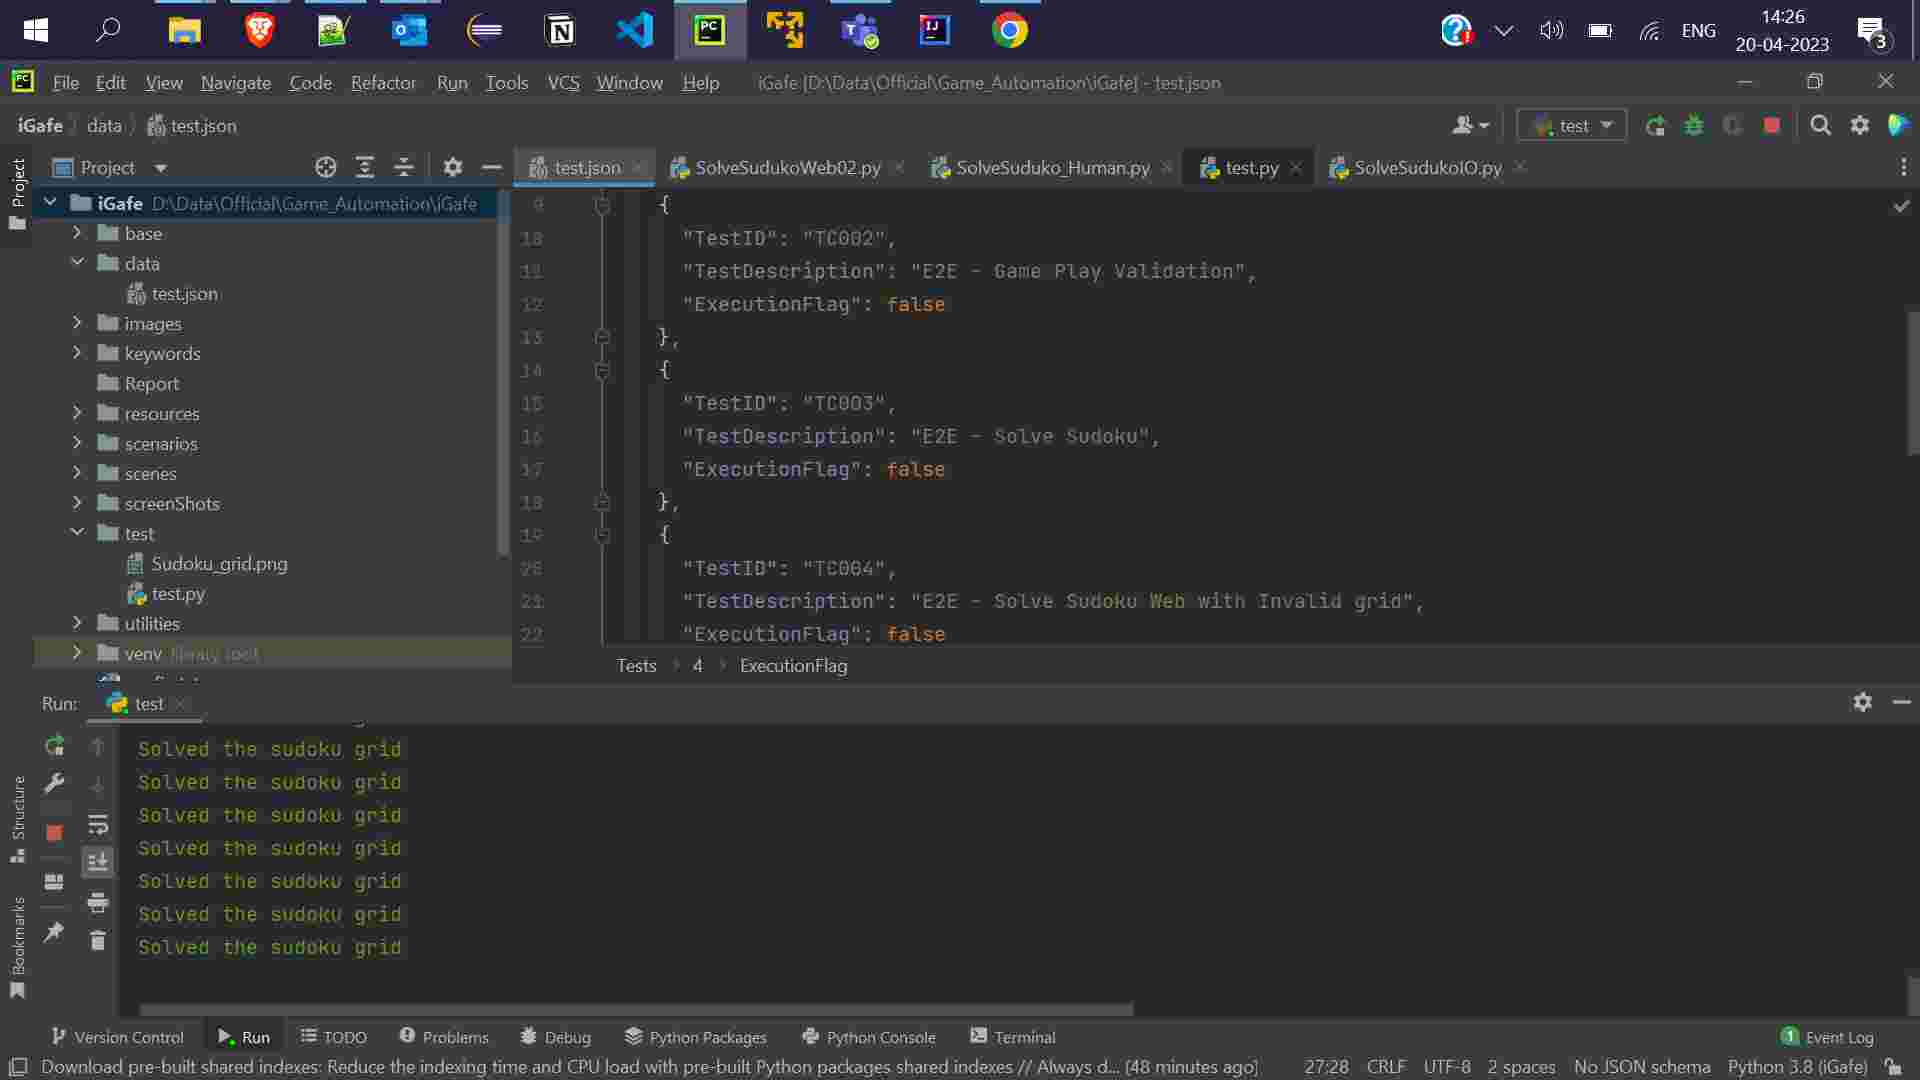 ENG
14:26
20-04-2023
3
File Edit View Navigate Code Refactor Run Tools VCS Window Help
iGafe [D:\Data\Official\Game_Automation\iGafe] - test.json
iGafe data test.json
test
Project
Project
test.json
SolveSudukoWeb02.py
SolveSuduko_Human.py
test.py
SolveSudukoIO.py
iGafe D:\Data\Official\Game_Automation\iGafe
base
data
test.json
images
keywords
Report
resources
scenarios
scenes
screenShots
test
Sudoku_grid.png
test.py
utilities
venv library root
9 {
10 "TestID": "TC002",
11 "TestDescription": "E2E - Game Play Validation",
12 "ExecutionFlag": false
13 },
14 {
15 "TestID": "TC003",
16 "TestDescription": "E2E - Solve Sudoku",
17 "ExecutionFlag": false
18 },
19 {
20 "TestID": "TC004",
21 "TestDescription": "E2E - Solve Sudoku Web with Invalid grid",
22 "ExecutionFlag": false
Tests 4 ExecutionFlag
Run: test
Solved the sudoku grid
Solved the sudoku grid
Solved the sudoku grid
Solved the sudoku grid
Solved the sudoku grid
Solved the sudoku grid
Solved the sudoku grid
Structure
Bookmarks
Version Control Run TODO Problems Debug Python Packages Python Console Terminal
1 Event Log
Download pre-built shared indexes: Reduce the indexing time and CPU load with pre-built Python packages shared indexes // Always d... (48 minutes ago)
27:28 CRLF UTF-8 2 spaces No JSON schema Python 3.8 (iGafe)